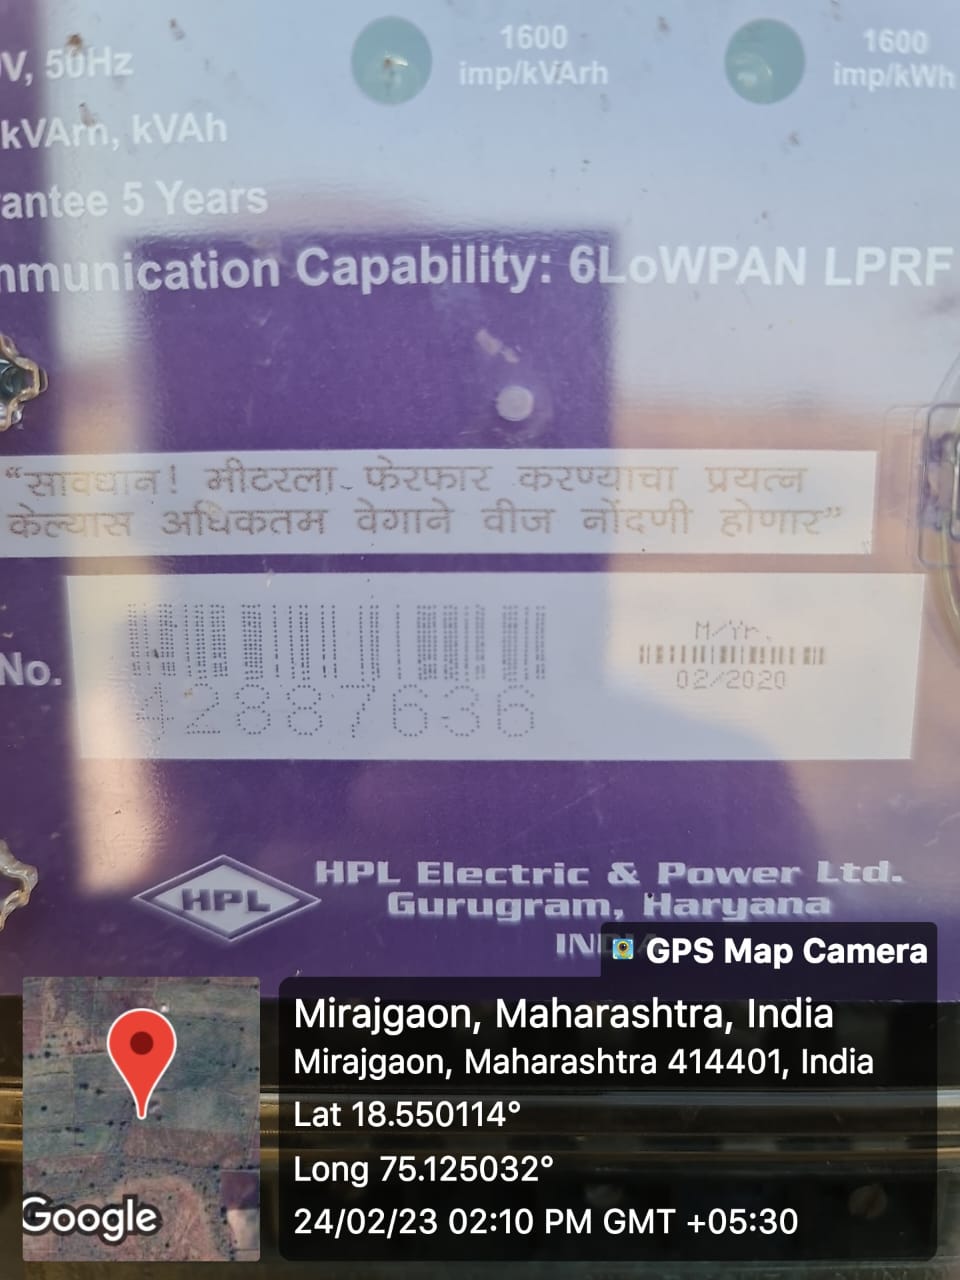 V, 50Hz
1600
imp/kVArh
1600
imp/kWh
kVArh, kVAh
rantee 5 Years
mmunication Capability: 6LoWPAN LPRF
“सावधान! मीटरला फेरफार करण्याचा प्रयत्न
केल्यास अधिकतम वेगाने वीज नोंदणी होणार”
No.
42887636
M/Yr.
02/2020
HPL
HPL Electric & Power Ltd.
Gurugram, Haryana
INDIA
GPS Map Camera
Mirajgaon, Maharashtra, India
Mirajgaon, Maharashtra 414401, India
Lat 18.550114°
Long 75.125032°
24/02/23 02:10 PM GMT +05:30
Google